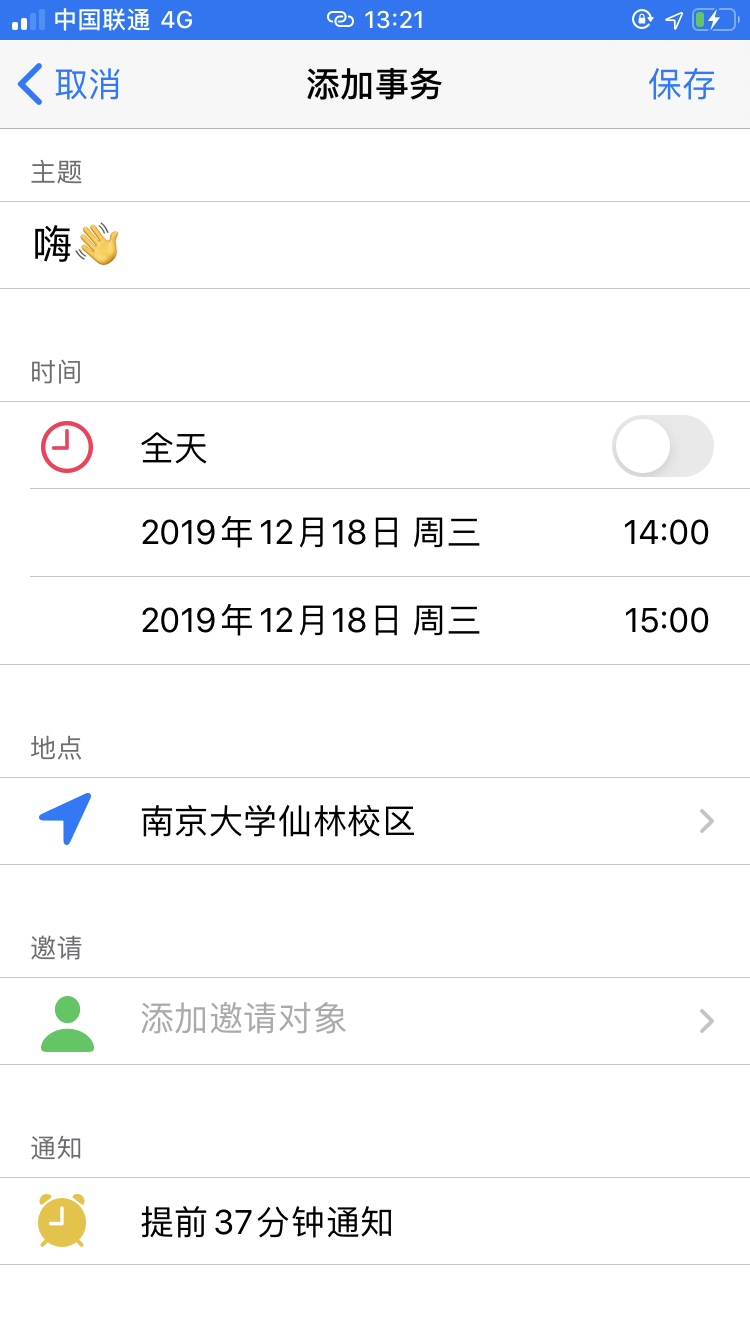 中国联通 4G 13:21
取消 添加事务 保存
主题
嗨👋
时间
全天
2019年12月18日 周三 14:00
2019年12月18日 周三 15:00
地点
南京大学仙林校区
邀请
添加邀请对象
通知
提前37分钟通知